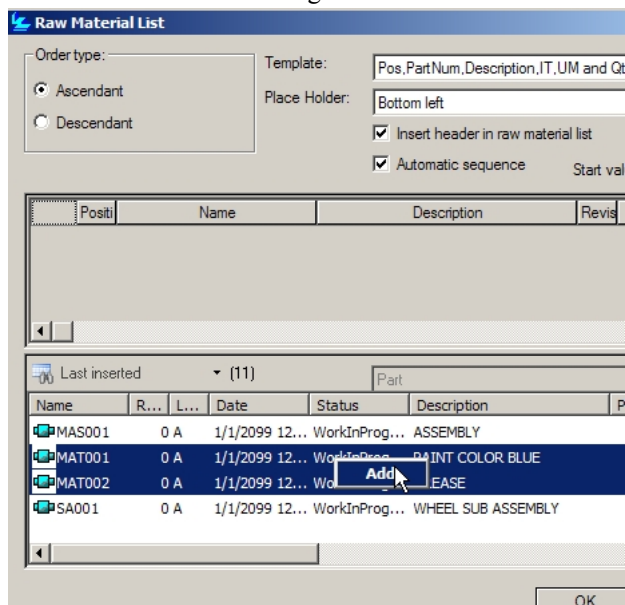 Raw Material List
Order type:
Ascendant
Descendant
Template:
Pos,PartNum,Description,IT,UM and Qt
Place Holder:
Bottom left
Insert header in raw material list
Automatic sequence
Start val
Positi Name Description Revis
Last inserted (11) Part
Name R... L... Date Status Description P
MAS001 0 A 1/1/2099 12... WorkInProg... ASSEMBLY
MAT001 0 A 1/1/2099 12... WorkInProg... PAINT COLOR BLUE
Add
MAT002 0 A 1/1/2099 12... EASE
SA001 0 A 1/1/2099 12... WorkInProg... WHEEL SUB ASSEMBLY
OK